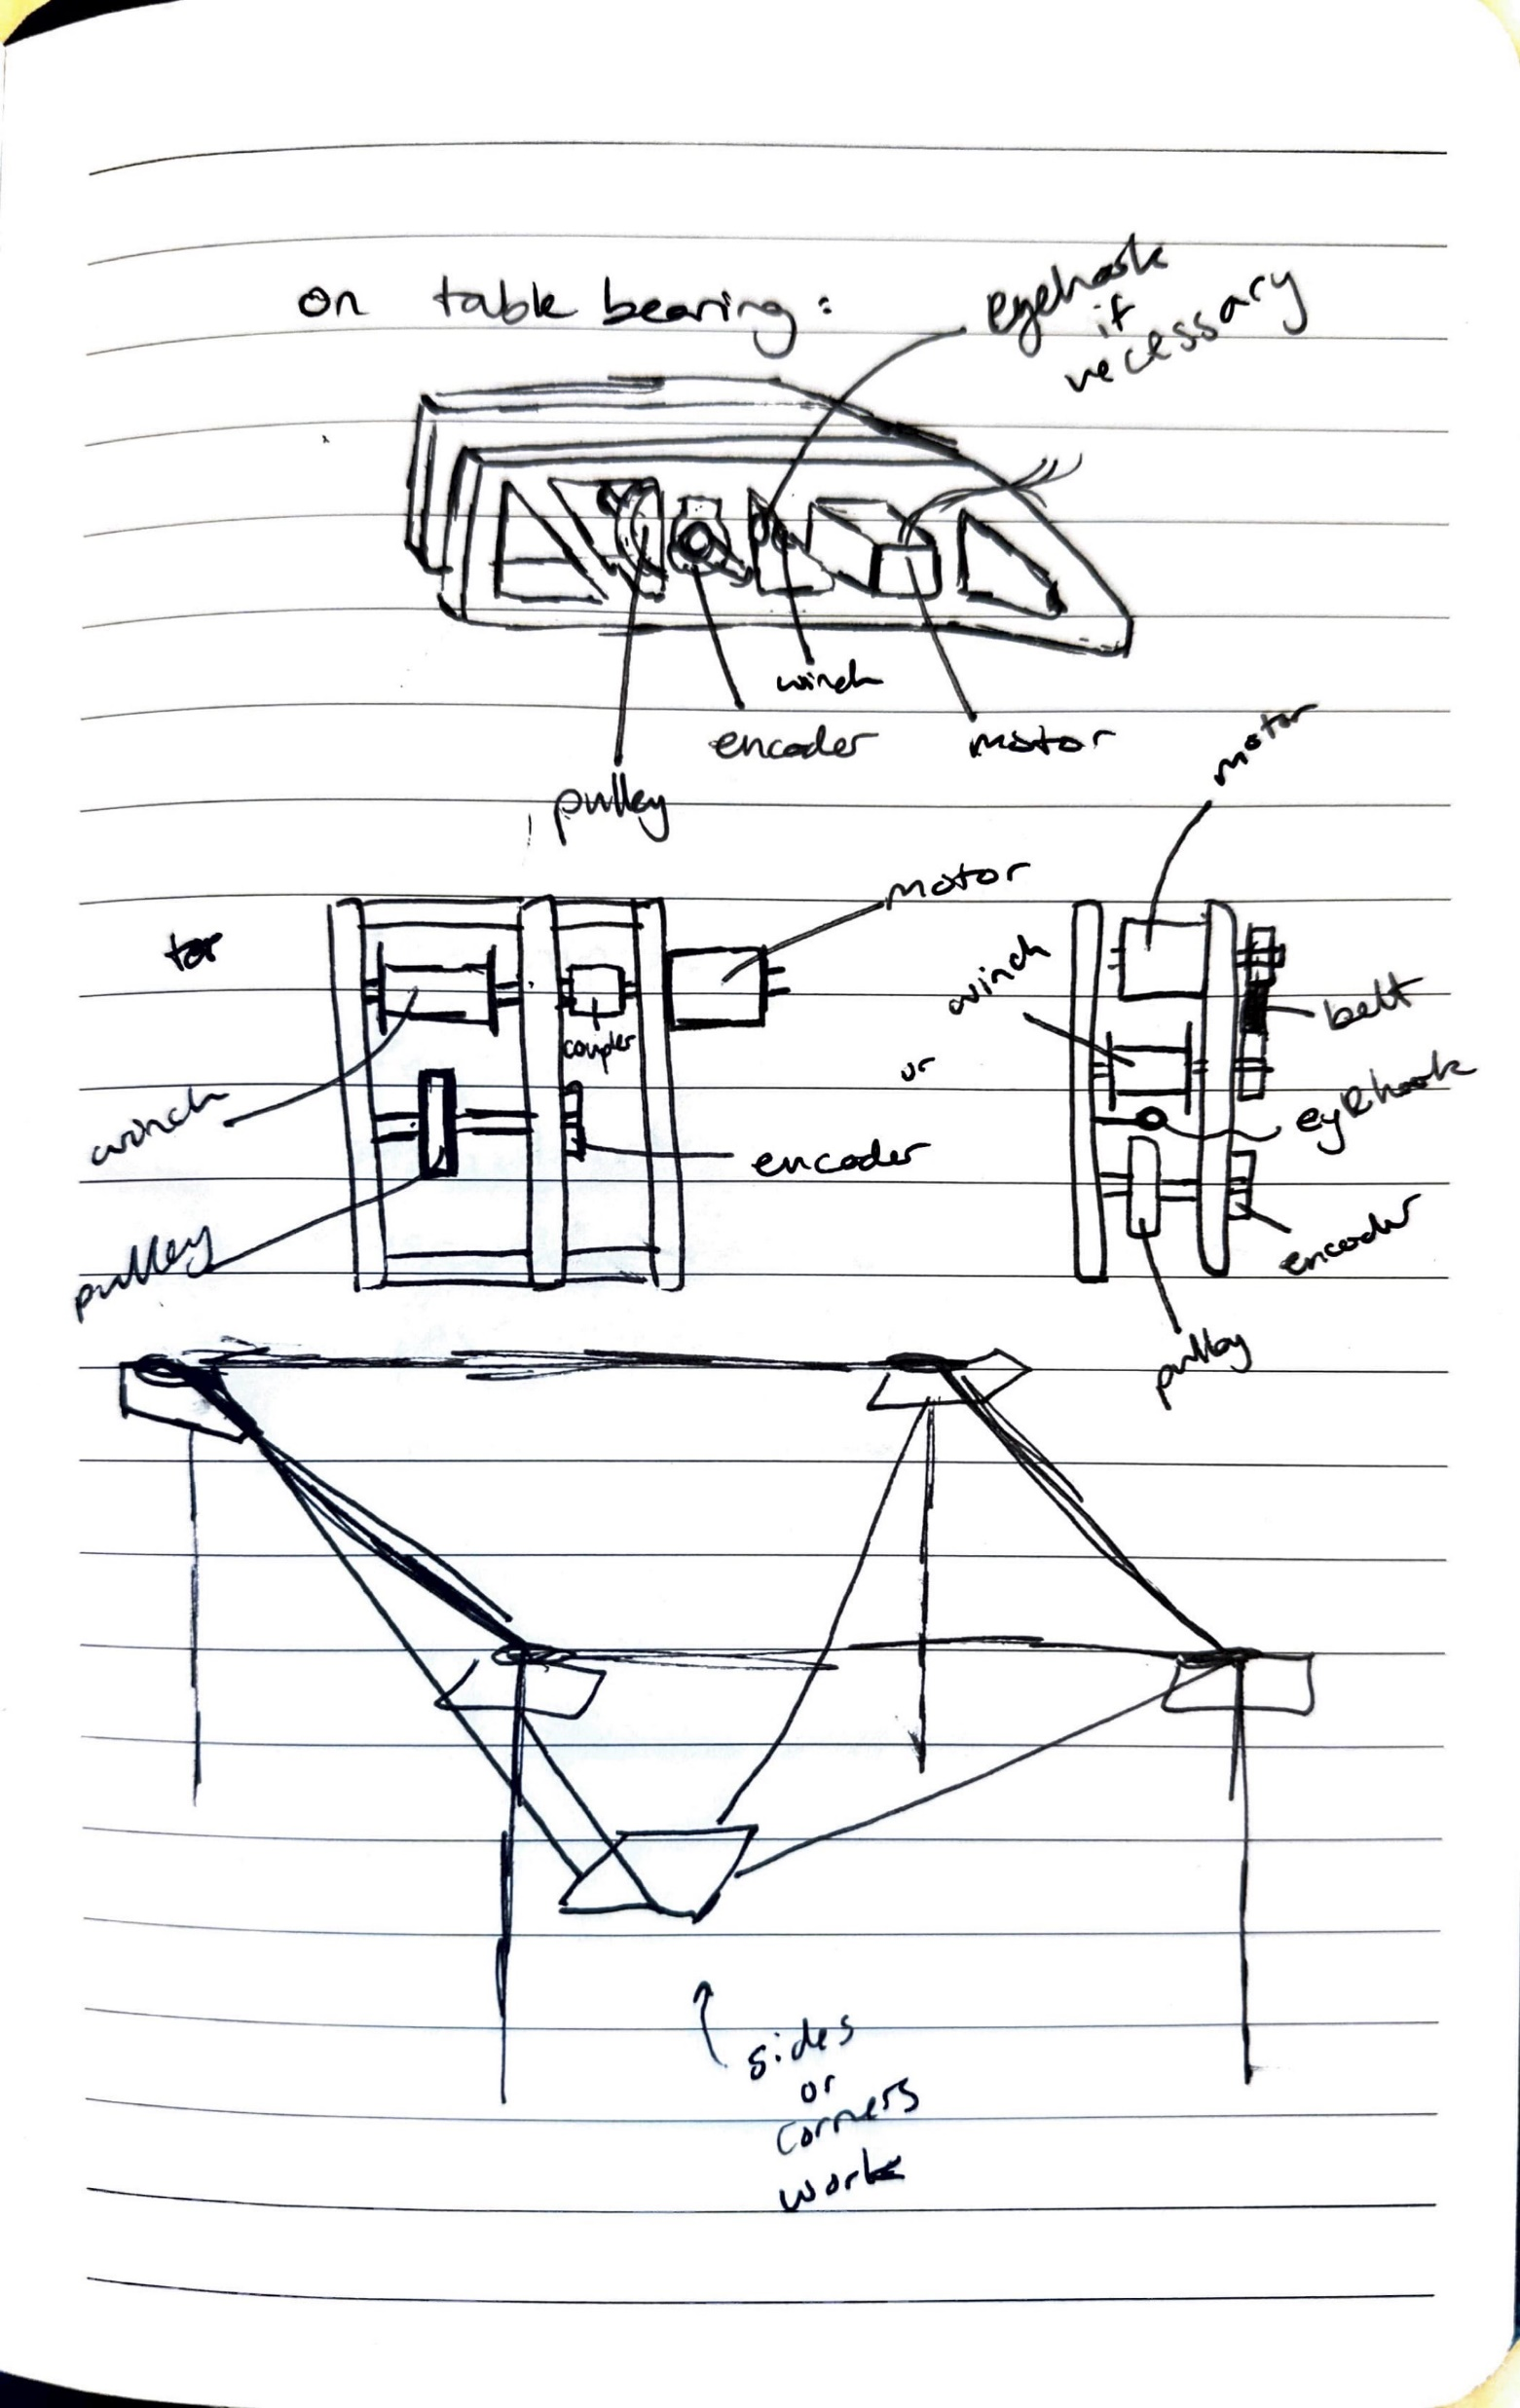 on table bearing:
eyehook
if
necessary
winch
encoder
motor
pulley
motor
motor
winch
coupler
or
belt
winch
eyehook
encoder
encoder
pulley
pulley
sides
or
corners
work